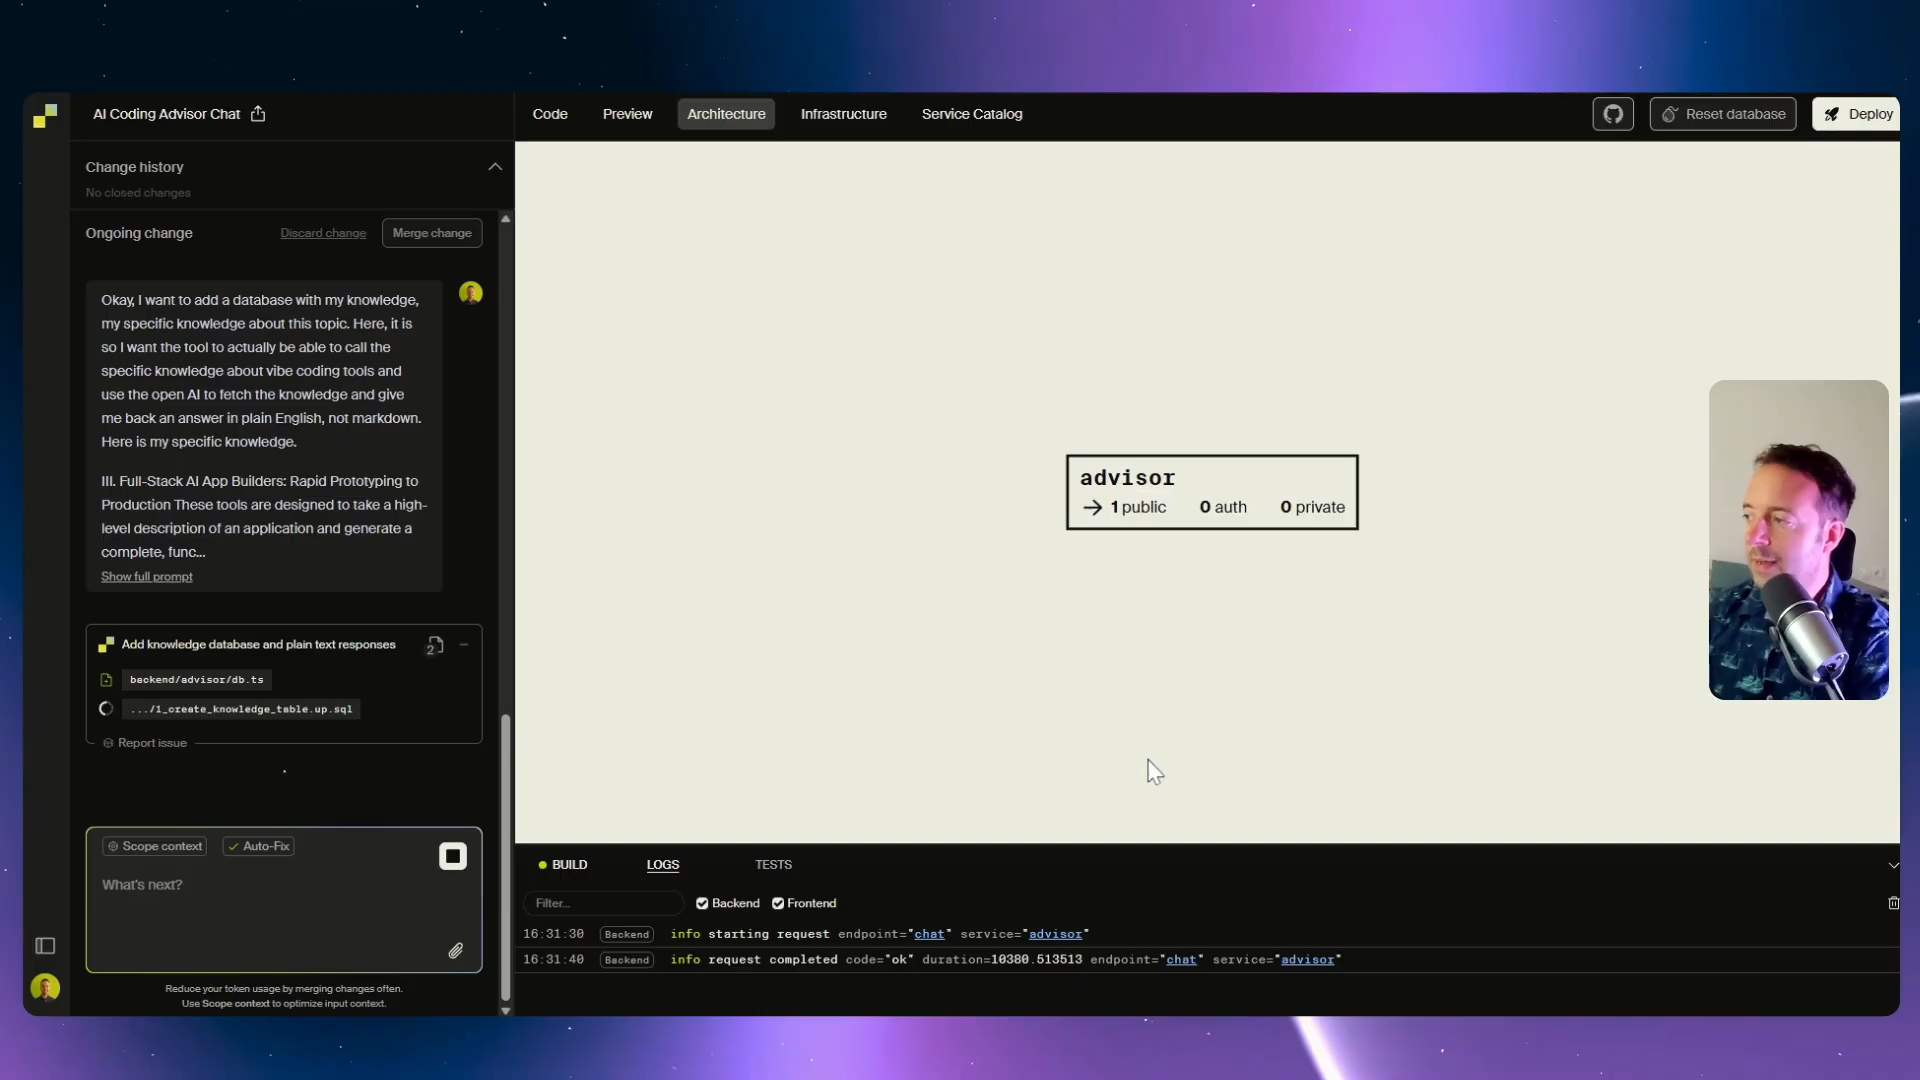 AI Coding Advisor Chat
Code
Preview
Architecture
Infrastructure
Service Catalog
Reset database
Deploy
Change history
No closed changes
Ongoing change
Discard change
Merge change
Okay, I want to add a database with my knowledge,
my specific knowledge about this topic. Here, it is
so I want the tool to actually be able to call the
specific knowledge about vibe coding tools and
use the open AI to fetch the knowledge and give
me back an answer in plain English, not markdown.
Here is my specific knowledge.
III. Full-Stack AI App Builders: Rapid Prototyping to
Production These tools are designed to take a high-
level description of an application and generate a
complete, func...
Show full prompt
Add knowledge database and plain text responses
2
backend/advisor/db.ts
.../1_create_knowledge_table.up.sql
Report issue
Scope context
Auto-Fix
What's next?
Reduce your token usage by merging changes often.
Use Scope context to optimize input context.
advisor
1 public 0 auth 0 private
BUILD
LOGS
TESTS
Filter...
Backend
Frontend
16:31:30 Backend info starting request endpoint="chat" service="advisor"
16:31:40 Backend info request completed code="ok" duration=10380.513513 endpoint="chat" service="advisor"